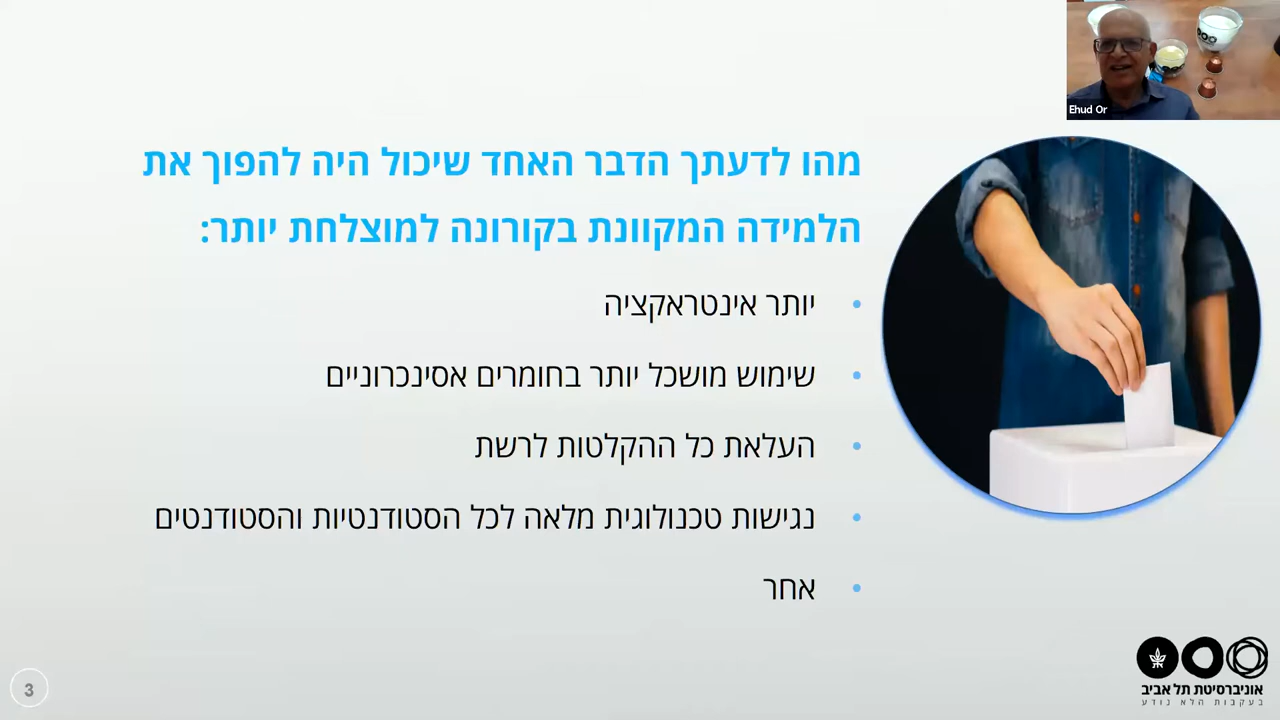 Ehud Or
מהו לדעתך הדבר האחד שיכול היה להפוך את
הלמידה המקוונת בקורונה למוצלחת יותר:
• יותר אינטראקציה
• שימוש מושכל יותר בחומרים אסינכרוניים
• העלאת כל ההקלטות לרשת
• נגישות טכנולוגית מלאה לכל הסטודנטיות והסטודנטים
• אחר
אוניברסיטת תל אביב
בעקבות הלא נודע
3